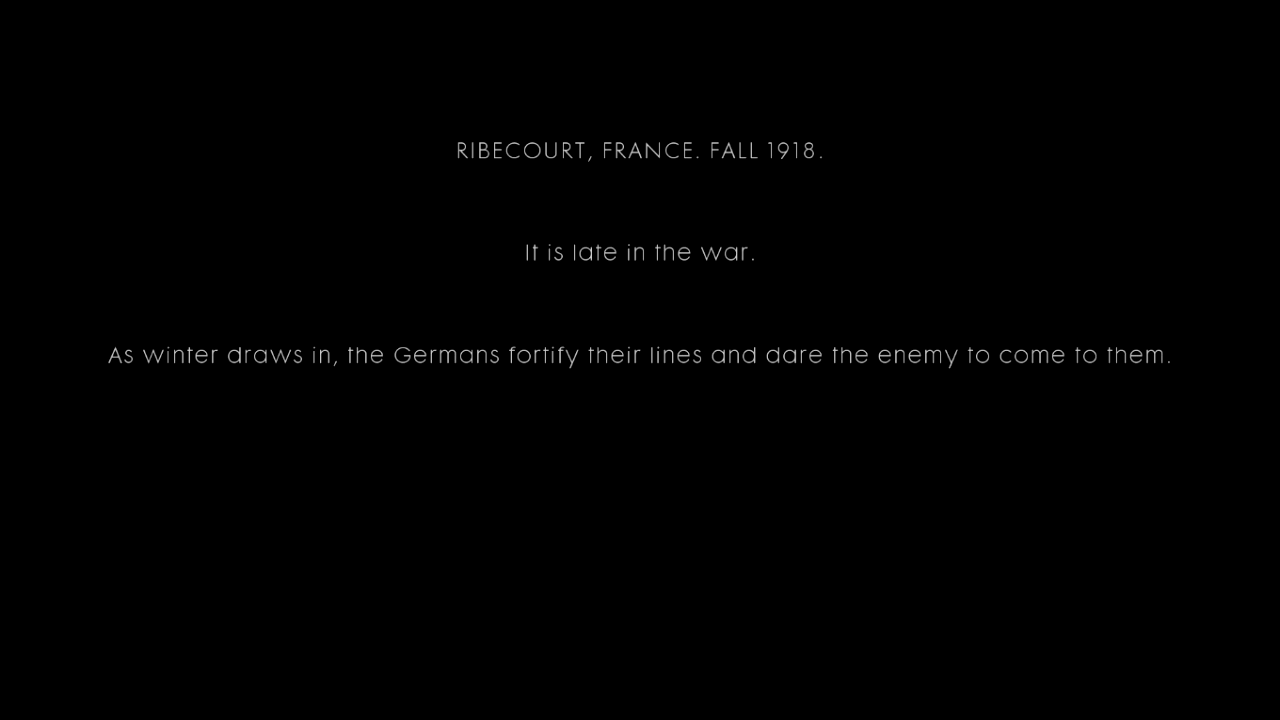 RIBECOURT, FRANCE. FALL 1918.
It is late in the war.
As winter draws in, the Germans fortify their lines and dare the enemy to come to them.